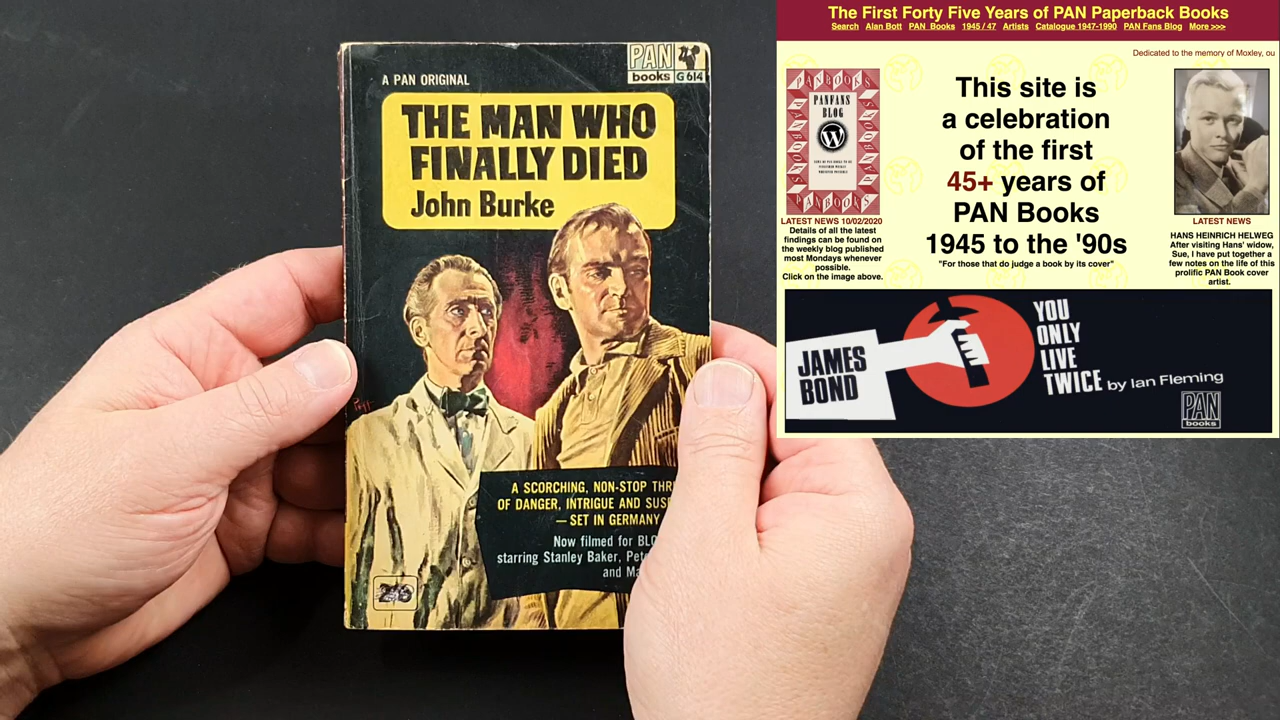 PAN
books G 614
A PAN ORIGINAL
THE MAN WHO
FINALLY DIED
John Burke
A SCORCHING, NON-STOP
OF DANGER, INTRIGUE AND
— SET IN GERMANY
Now filmed for
starring Stanley Baker,
and
2/6
The First Forty Five Years of PAN Paperback Books
Search Alan Bott PAN Books 1945 / 47 Artists Catalogue 1947-1990 PAN Fans Blog More >>>
Dedicated to the memory of Moxley, ou
PANBOOKS
PANFANS
BLOG
PANBOOKS
LATEST NEWS 10/02/2020
Details of all the latest
findings can be found on
the weekly blog published
most Mondays whenever
possible.
Click on the image above.
This site is
a celebration
of the first
45+ years of
PAN Books
1945 to the '90s
"For those that do judge a book by its cover"
LATEST NEWS
HANS HEINRICH HELWEG
After visiting Hans' widow,
Sue, I have put together a
few notes on the life of this
prolific PAN Book cover
artist.
JAMES
BOND
YOU
ONLY
LIVE
TWICE by Ian Fleming
PAN
books